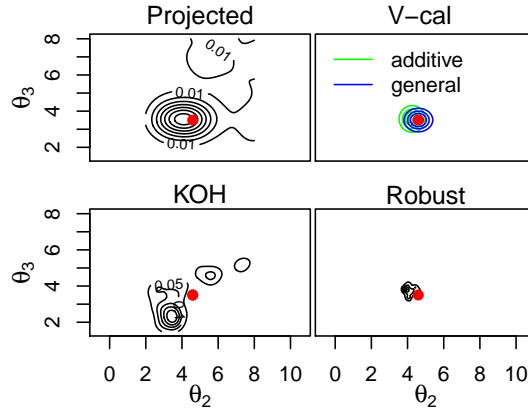 Projected
V−cal
8
6
4
2
θ3
0.01
0.01
0.01
additive
general
KOH
Robust
8
6
4
2
θ3
0.05
0 2 4 6 8 10
0 2 4 6 8 10
θ2
θ2